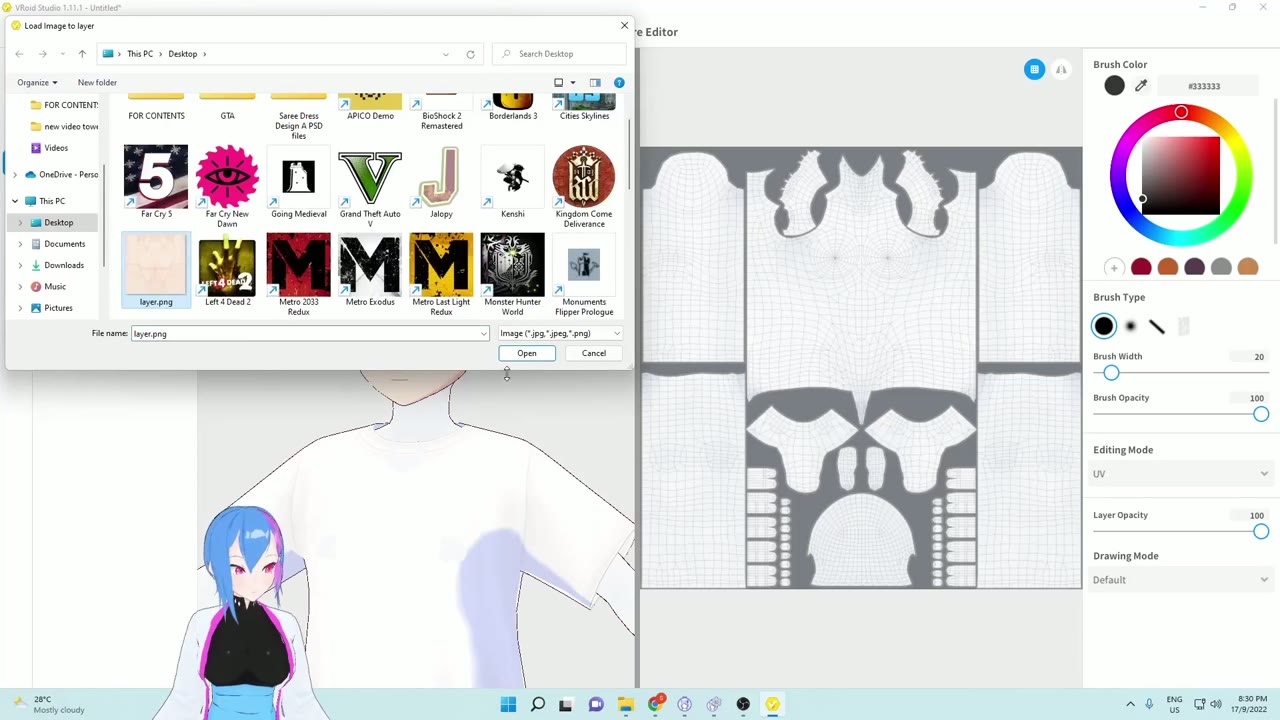 VRoid Studio 1.11.1 - Untitled*
Load Image to layer
re Editor
This PC
Desktop
Search Desktop
Organize
New folder
FOR CONTENTS
new video towe
Videos
OneDrive - Perso
This PC
Desktop
Documents
Downloads
Music
Pictures
FOR CONTENTS
GTA
Saree Dress
Design A PSD
files
APICO Demo
BioShock 2
Remastered
Borderlands 3
Cities Skylines
Far Cry 5
Far Cry New
Dawn
Going Medieval
Grand Theft Auto
V
Jalopy
Kenshi
Kingdom Come
Deliverance
layer.png
Left 4 Dead 2
Metro 2033
Redux
Metro Exodus
Metro Last Light
Redux
Monster Hunter
World
Monuments
Flipper Prologue
File name:
layer.png
Image (*.jpg,*.jpeg,*.png)
Open
Cancel
Brush Color
#333333
Brush Type
Brush Width
20
Brush Opacity
100
Editing Mode
UV
Layer Opacity
100
Drawing Mode
Default
28°C
Mostly cloudy
9
ENG
US
8:30 PM
17/9/2022